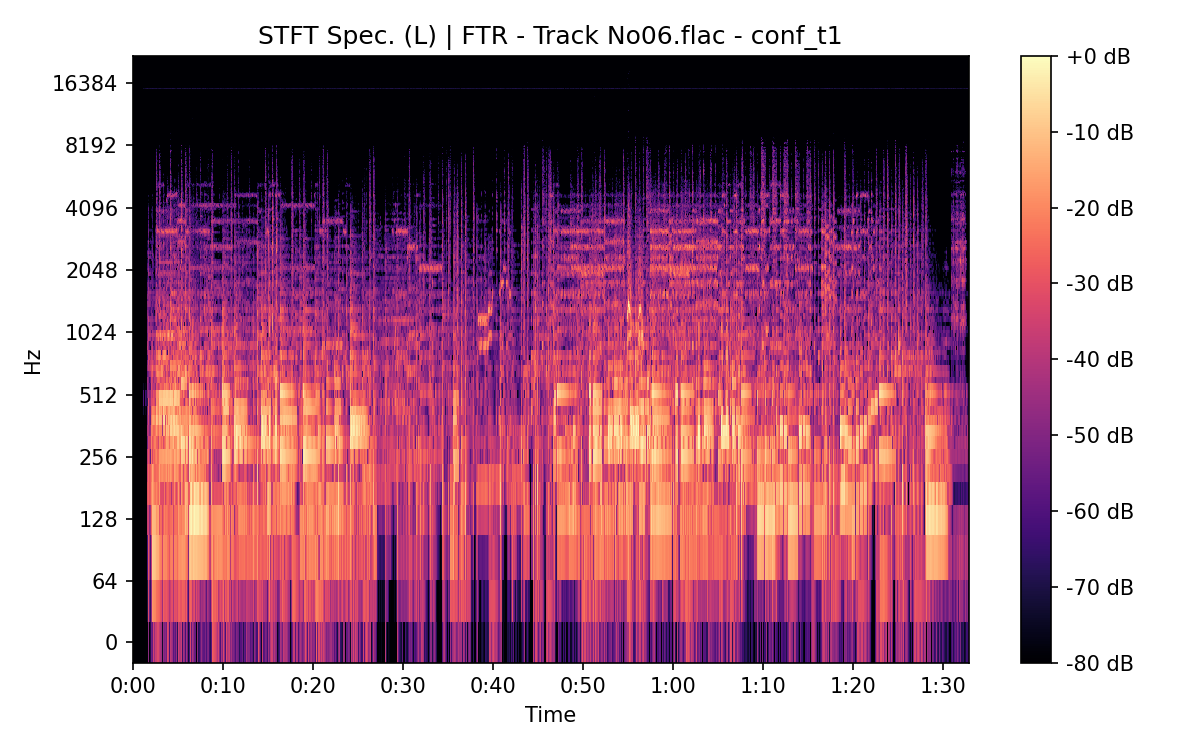 STFT Spec. (L) | FTR - Track No06.flac - conf_t1
Hz
16384
8192
4096
2048
1024
512
256
128
64
0
0:00 0:10 0:20 0:30 0:40 0:50 1:00 1:10 1:20 1:30
Time
+0 dB
-10 dB
-20 dB
-30 dB
-40 dB
-50 dB
-60 dB
-70 dB
-80 dB